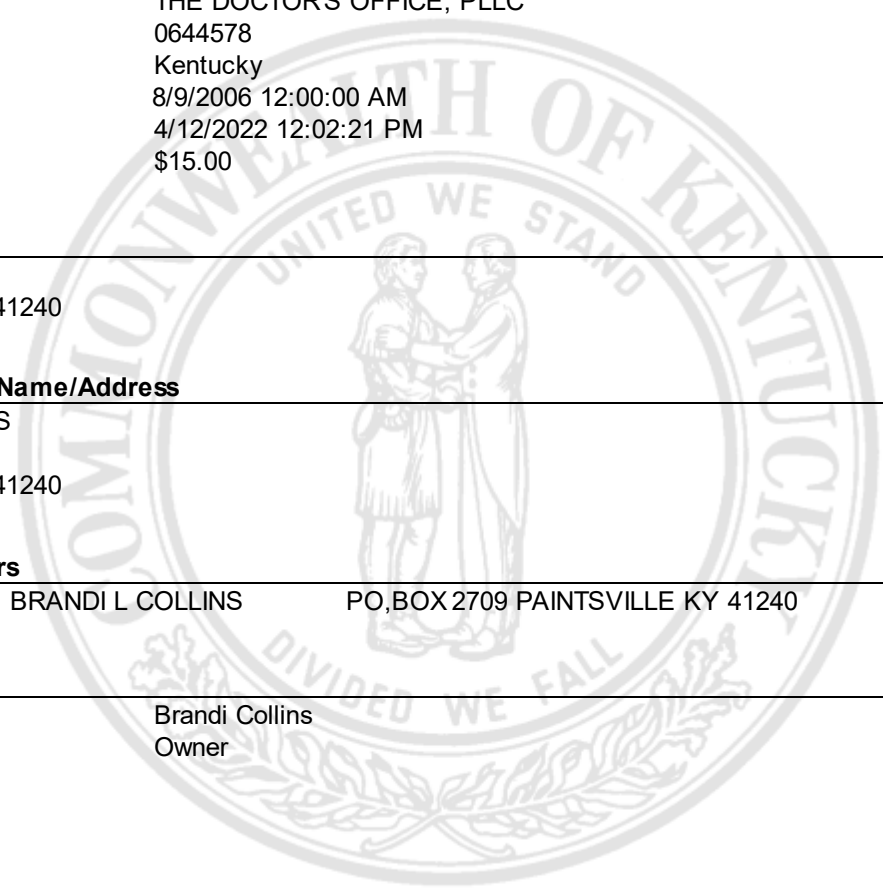 THE DOCTOR'S OFFICE, PLLC
0644578
Kentucky
8/9/2006 12:00:00 AM
4/12/2022 12:02:21 PM
$15.00
41240
Name/Address
S
41240
rs
BRANDI L COLLINS PO,BOX 2709 PAINTSVILLE KY 41240
Brandi Collins
Owner
COMMONWEALTH OF KENTUCKY
UNITED WE STAND
DIVIDED WE FALL